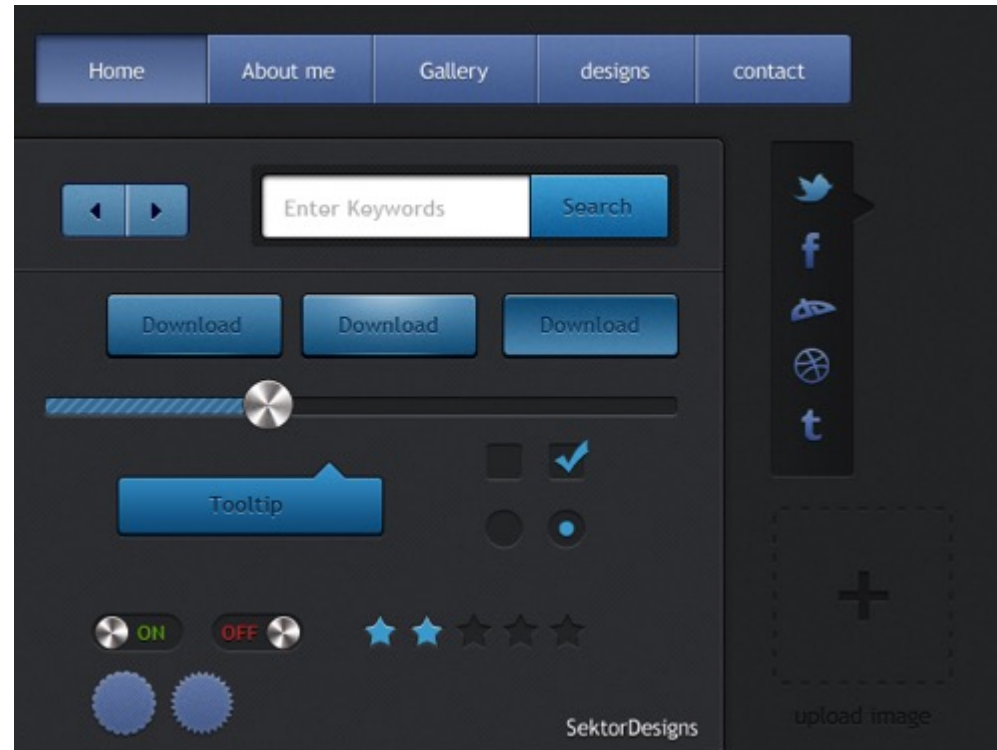 Home About me Gallery designs contact
Enter Keywords Search
Download Download Download
Tooltip
ON OFF
SektorDesigns
upload image